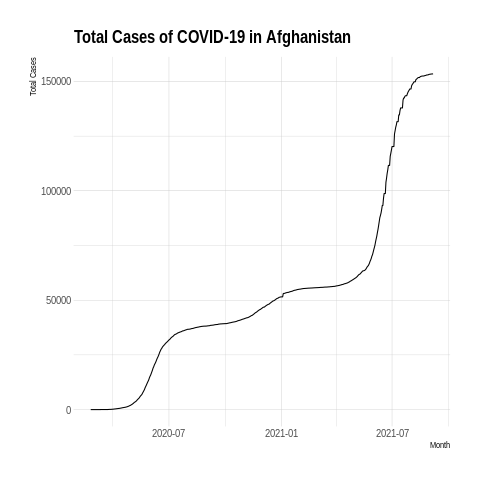 Total Cases of COVID-19 in Afghanistan
Total Cases
150000
100000
50000
0
2020-07
2021-01
2021-07
Month